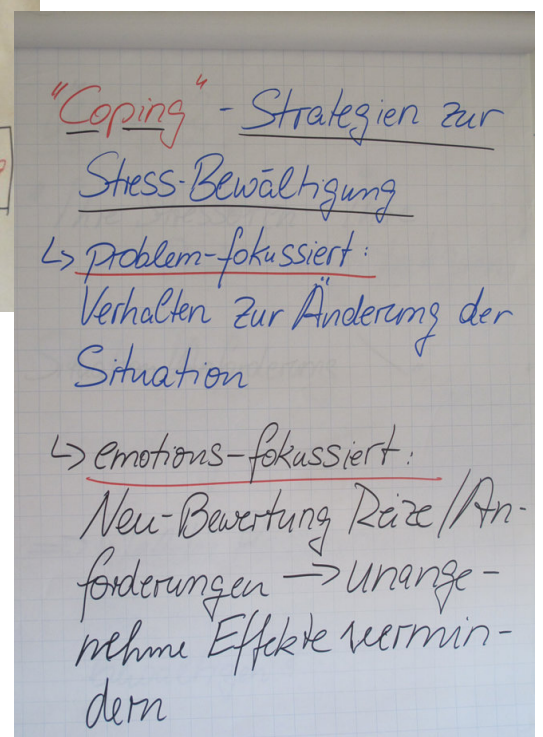 "Coping" - Strategien zur
Stress-Bewältigung
↳ problem-fokussiert:
Verhalten zur Änderung der
Situation
↳ emotions-fokussiert:
Neu-Bewertung Reize/An-
forderungen → unange-
nehme Effekte vermin-
dern